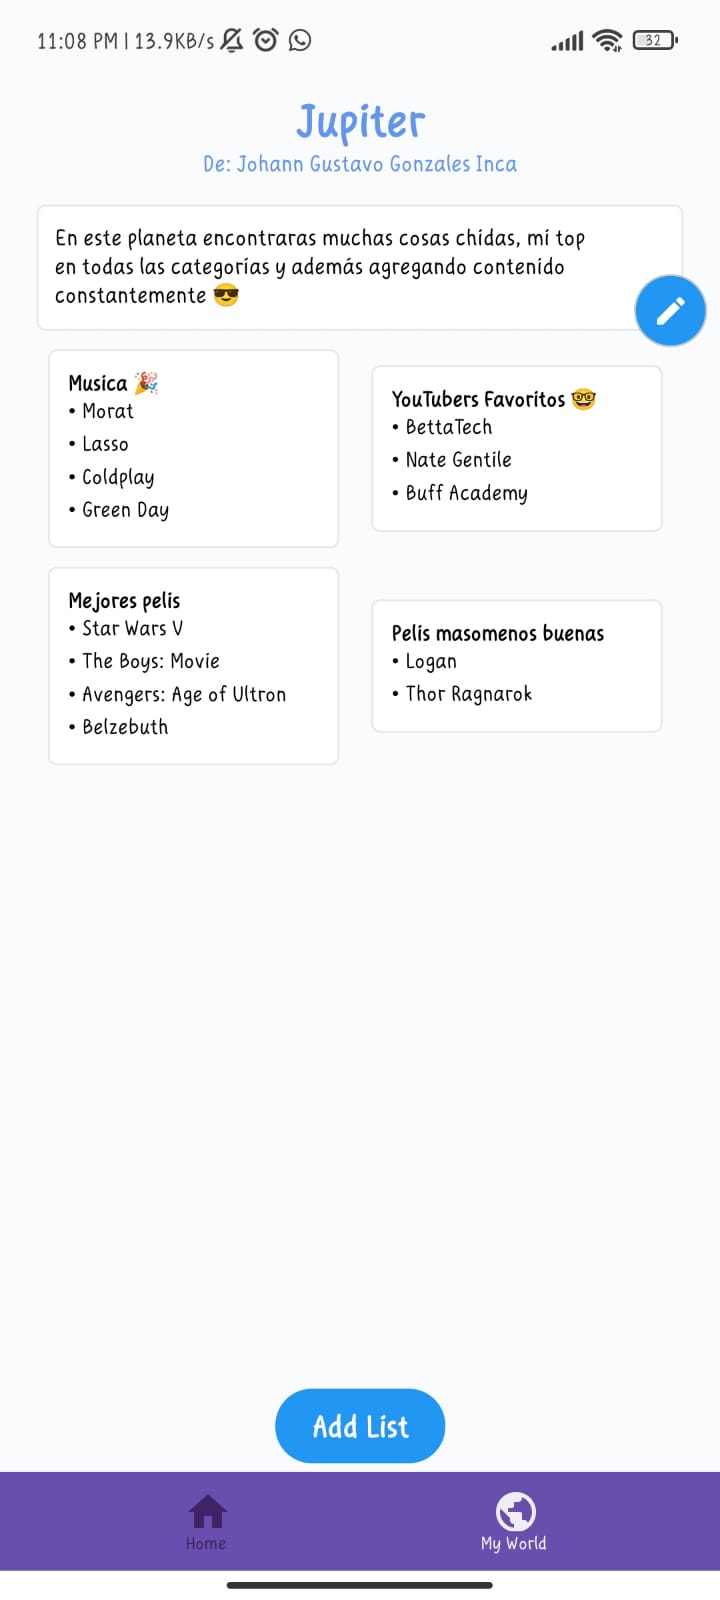 11:08 PM | 13.9KB/s
32
Jupiter
De: Johann Gustavo Gonzales Inca
En este planeta encontraras muchas cosas chidas, mi top
en todas las categorías y además agregando contenido
constantemente 😎
Musica 🎉
• Morat
• Lasso
• Coldplay
• Green Day
YouTubers Favoritos 🤓
• BettaTech
• Nate Gentile
• Buff Academy
Mejores pelis
• Star Wars V
• The Boys: Movie
• Avengers: Age of Ultron
• Belzebuth
Pelis masomenos buenas
• Logan
• Thor Ragnarok
Add List
Home
My World